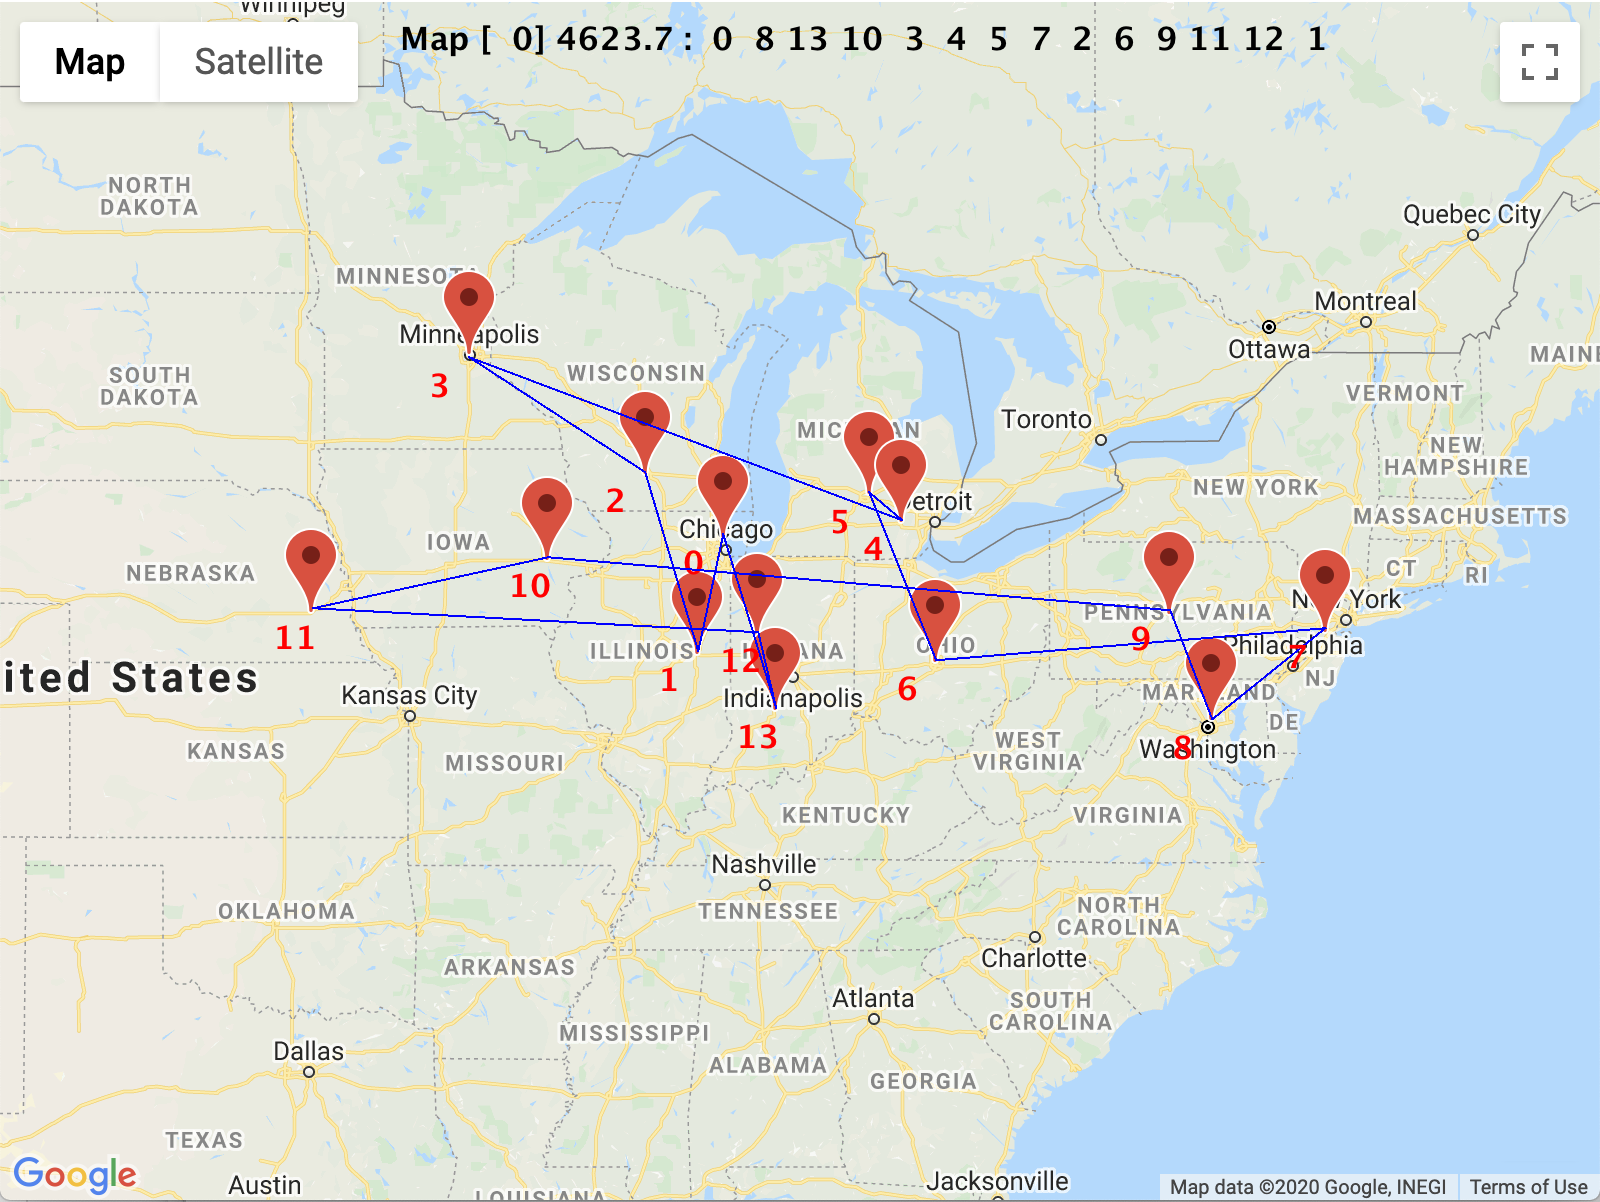 Winnipeg
Map [ 0] 4623.7 : 0 8 13 10 3 4 5 7 2 6 9 11 12 1
Map
Satellite
NORTH
DAKOTA
Quebec City
MINNESOTA
Montreal
Minneapolis
Ottawa
MAINE
3
WISCONSIN
SOUTH
DAKOTA
VERMONT
Toronto
MICHIGAN
NEW
HAMPSHIRE
2
Detroit
NEW YORK
5
MASSACHUSETTS
Chicago
4
IOWA
0
NEBRASKA
10
CT
RI
New York
PENNSYLVANIA
11
9
ILLINOIS
12
INDIANA
OHIO
Philadelphia
7
ited States
1
6
NJ
Kansas City
Indianapolis
MARYLAND
DE
13
8
Washington
KANSAS
MISSOURI
WEST
VIRGINIA
KENTUCKY
VIRGINIA
Nashville
TENNESSEE
OKLAHOMA
NORTH
CAROLINA
Charlotte
ARKANSAS
Atlanta
SOUTH
CAROLINA
MISSISSIPPI
Dallas
ALABAMA
GEORGIA
TEXAS
Google
Austin
LOUISIANA
Jacksonville
Map data ©2020 Google, INEGI
Terms of Use